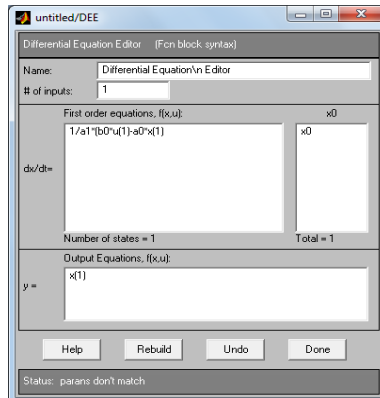 untitled/DEE
Differential Equation Editor (Fcn block syntax)
Name: Differential Equation\n Editor
# of inputs: 1
First order equations, f(x,u): x0
dx/dt= 1/a1*(b0*u(1)-a0*x(1) x0
Number of states = 1 Total = 1
Output Equations, f(x,u):
y = x(1)
Help Rebuild Undo Done
Status: params don't match